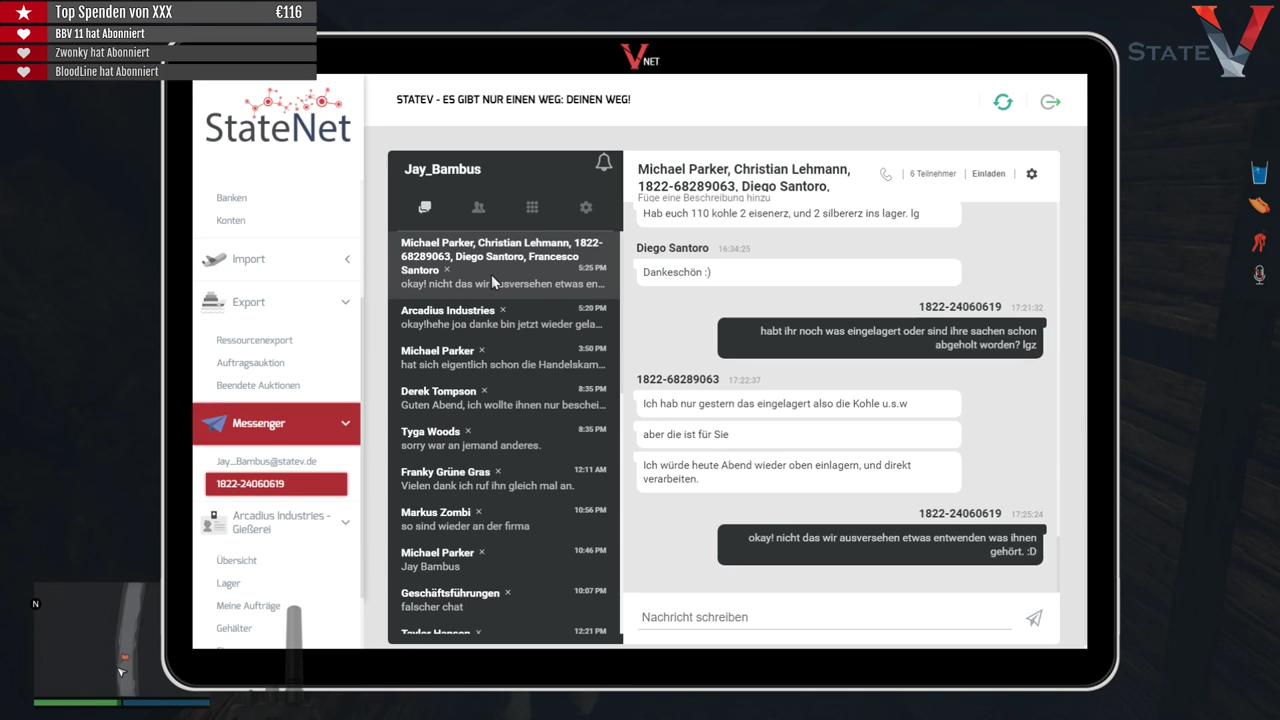 Top Spenden von XXX €116
BBV 11 hat Abonniert
Zwonky hat Abonniert
BloodLine hat Abonniert
STATE V
V NET
StateNet
STATEV - ES GIBT NUR EINEN WEG: DEINEN WEG!
Banken
Konten
Import
Export
Ressourcenexport
Auftragsauktion
Beendete Auktionen
Messenger
Jay_Bambus@statev.de
1822-24060619
Arcadius Industries -
Gießerei
Übersicht
Lager
Meine Aufträge
Gehälter
Jay_Bambus
Michael Parker, Christian Lehmann, 1822-
68289063, Diego Santoro, Francesco
Santoro × 5:25 PM
okay! nicht das wir ausversehen etwas en...
Arcadius Industries × 5:20 PM
okay!hehe joa danke bin jetzt wieder gela...
Michael Parker × 3:50 PM
hat sich eigentlich schon die Handelskam...
Derek Tompson × 8:35 PM
Guten Abend, ich wollte ihnen nur beschei...
Tyga Woods × 8:35 PM
sorry war an jemand anderes.
Franky Grüne Gras × 12:11 AM
Vielen dank ich ruf ihn gleich mal an.
Markus Zombi × 10:56 PM
so sind wieder an der firma
Michael Parker × 10:46 PM
Jay Bambus
Geschäftsführungen × 10:07 PM
falscher chat
Taylor Hanson × 12:21 PM
Michael Parker, Christian Lehmann,
1822-68289063, Diego Santoro,
Füge eine Beschreibung hinzu
6 Teilnehmer Einladen
Hab euch 110 kohle 2 eisenerz, und 2 silbererz ins lager. lg
Diego Santoro 16:34:25
Dankeschön :)
1822-24060619 17:21:32
habt ihr noch was eingelagert oder sind ihre sachen schon
abgeholt worden? lgz
1822-68289063 17:22:37
Ich hab nur gestern das eingelagert also die Kohle u.s.w
aber die ist für Sie
Ich würde heute Abend wieder oben einlagern, und direkt
verarbeiten.
1822-24060619 17:25:24
okay! nicht das wir ausversehen etwas entwenden was ihnen
gehört. :D
Nachricht schreiben
N